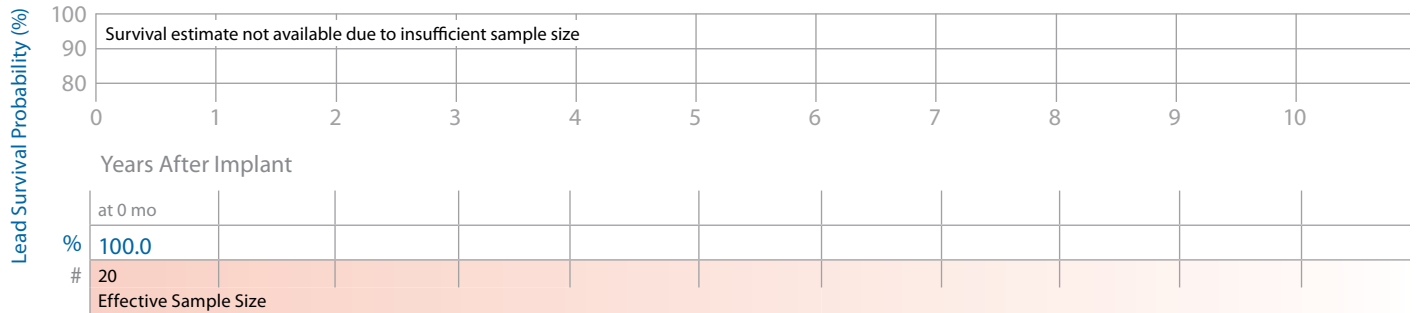 Lead Survival Probability (%)
100
Survival estimate not available due to insufficient sample size
90
80
0 1 2 3 4 5 6 7 8 9 10
Years After Implant
at 0 mo
% 100.0
# 20
Effective Sample Size